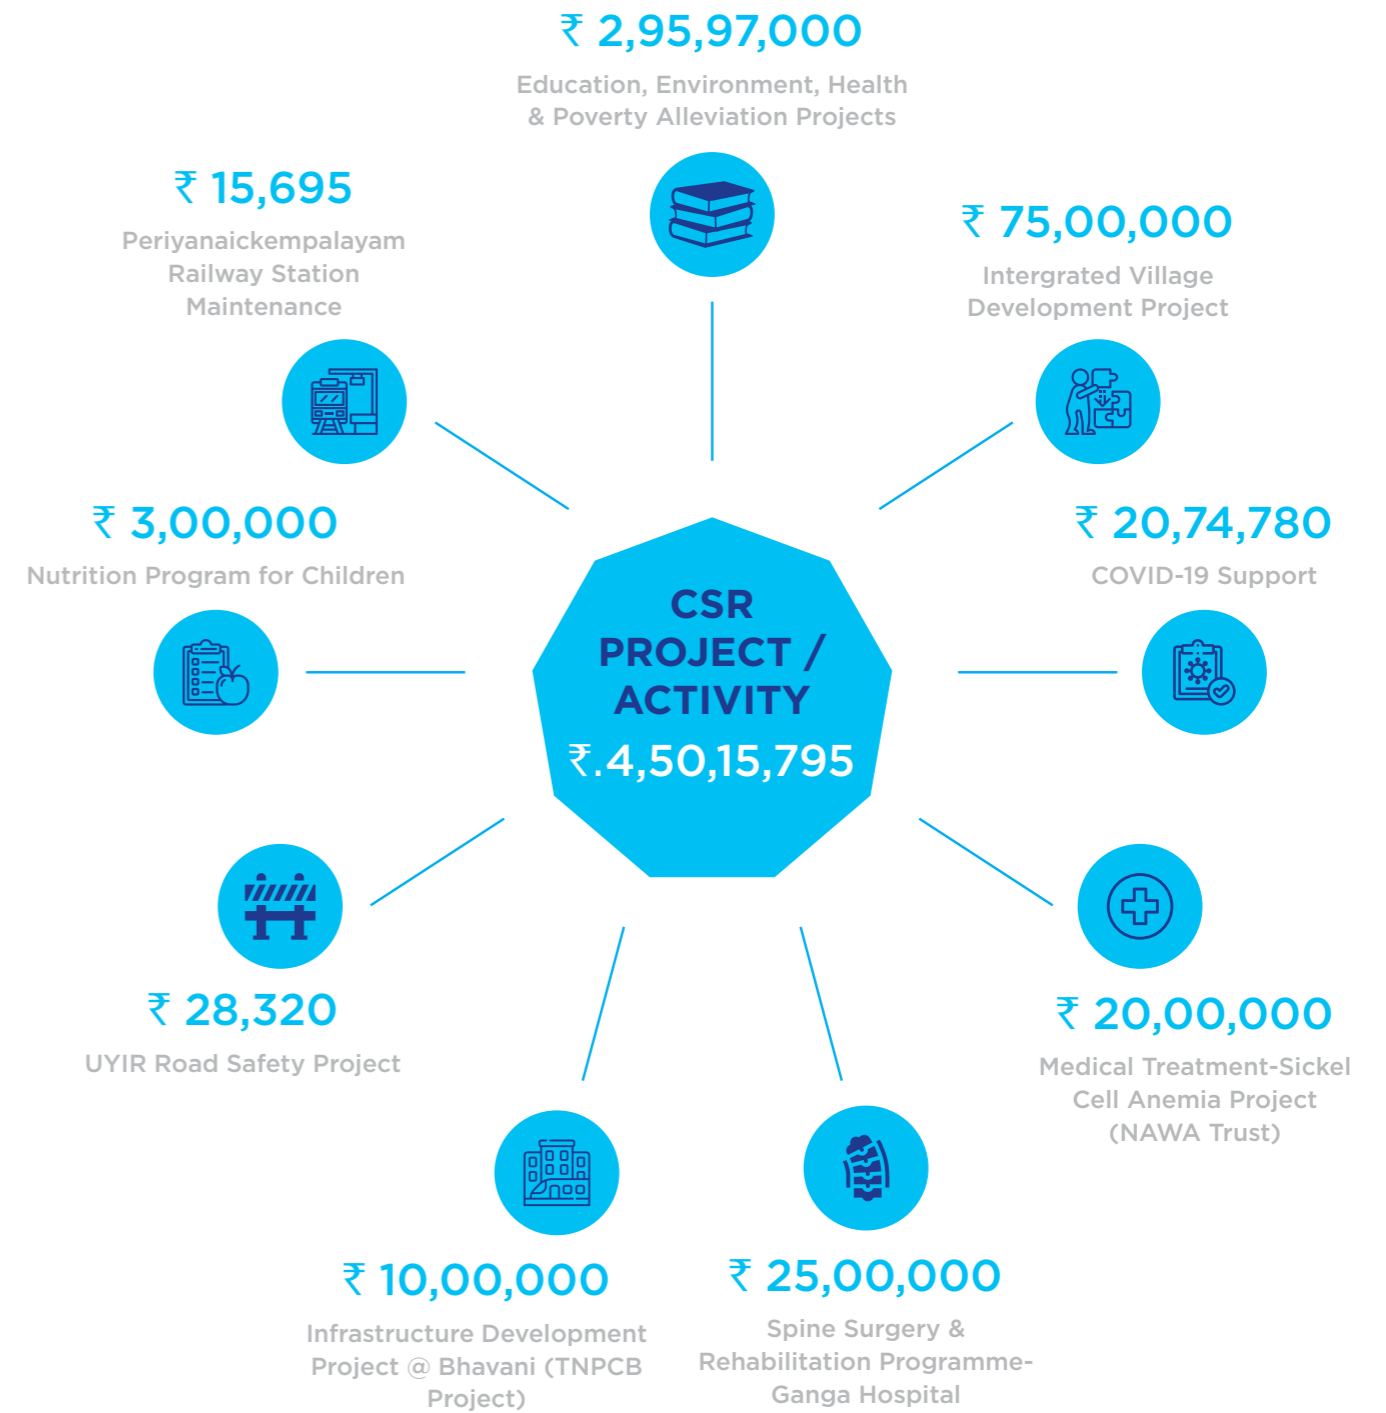 ₹ 2,95,97,000
Education, Environment, Health
& Poverty Alleviation Projects
₹ 15,695
Periyanaickempalayam
Railway Station
Maintenance
₹ 75,00,000
Intergrated Village
Development Project
₹ 3,00,000
Nutrition Program for Children
₹ 20,74,780
COVID-19 Support
CSR
PROJECT /
ACTIVITY
₹.4,50,15,795
₹ 28,320
UYIR Road Safety Project
₹ 20,00,000
Medical Treatment-Sickel
Cell Anemia Project
(NAWA Trust)
₹ 10,00,000
Infrastructure Development
Project @ Bhavani (TNPCB
Project)
₹ 25,00,000
Spine Surgery &
Rehabilitation Programme-
Ganga Hospital